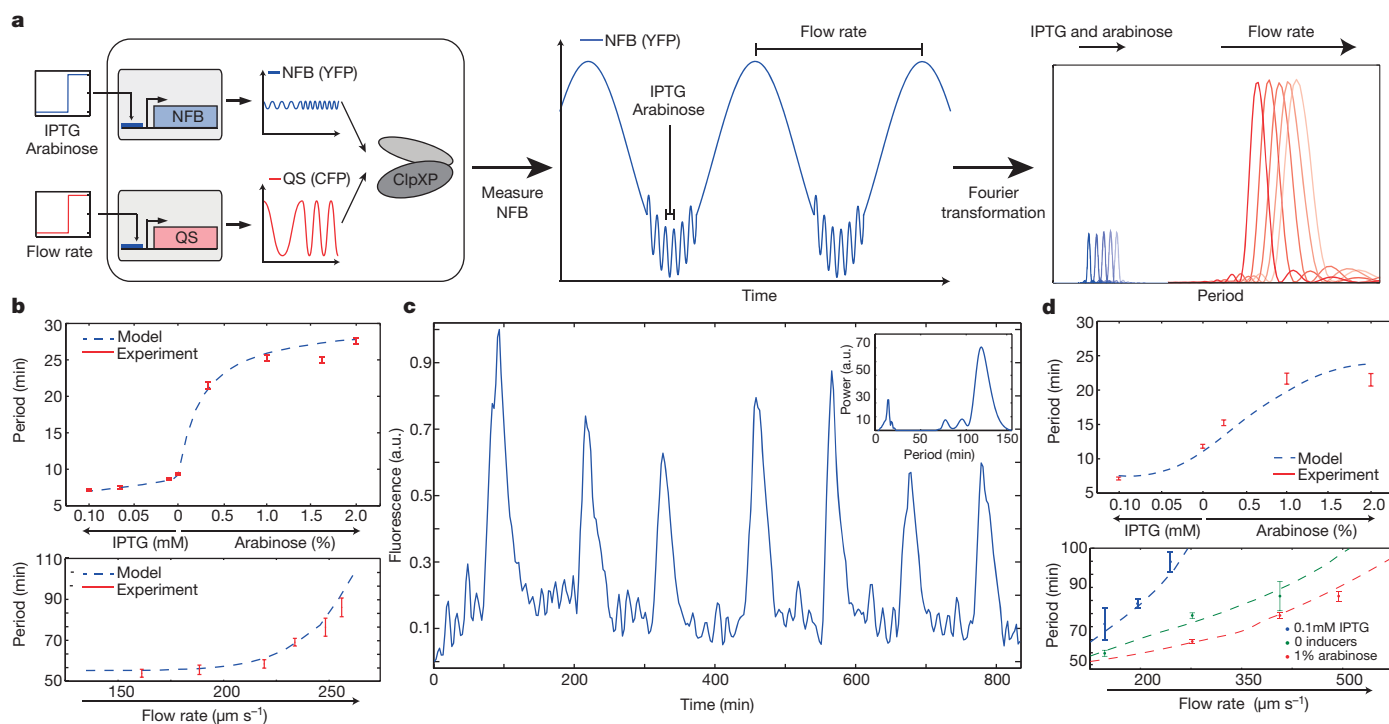 a
IPTG
Arabinose
NFB
NFB (YFP)
Flow rate
QS
QS (CFP)
ClpXP
Measure
NFB
NFB (YFP)
Flow rate
IPTG
Arabinose
Time
Fourier
transformation
IPTG and arabinose
Flow rate
Period
b
Period (min)
30
25
20
15
10
5
Model
Experiment
0.10 0.05 0 0.5 1.0 1.5 2.0
IPTG (mM) Arabinose (%)
Period (min)
110
90
70
50
Model
Experiment
150 200 250
Flow rate (µm s⁻¹)
c
Fluorescence (a.u.)
0.9
0.7
0.5
0.3
0.1
0 200 400 600 800
Time (min)
Power (a.u.)
70
50
30
10
0 50 100 150
Period (min)
d
Period (min)
30
25
20
15
10
5
Model
Experiment
0.10 0.05 0 0.5 1.0 1.5 2.0
IPTG (mM) Arabinose (%)
Period (min)
100
90
70
50
0.1mM IPTG
0 inducers
1% arabinose
200 350 500
Flow rate (µm s⁻¹)